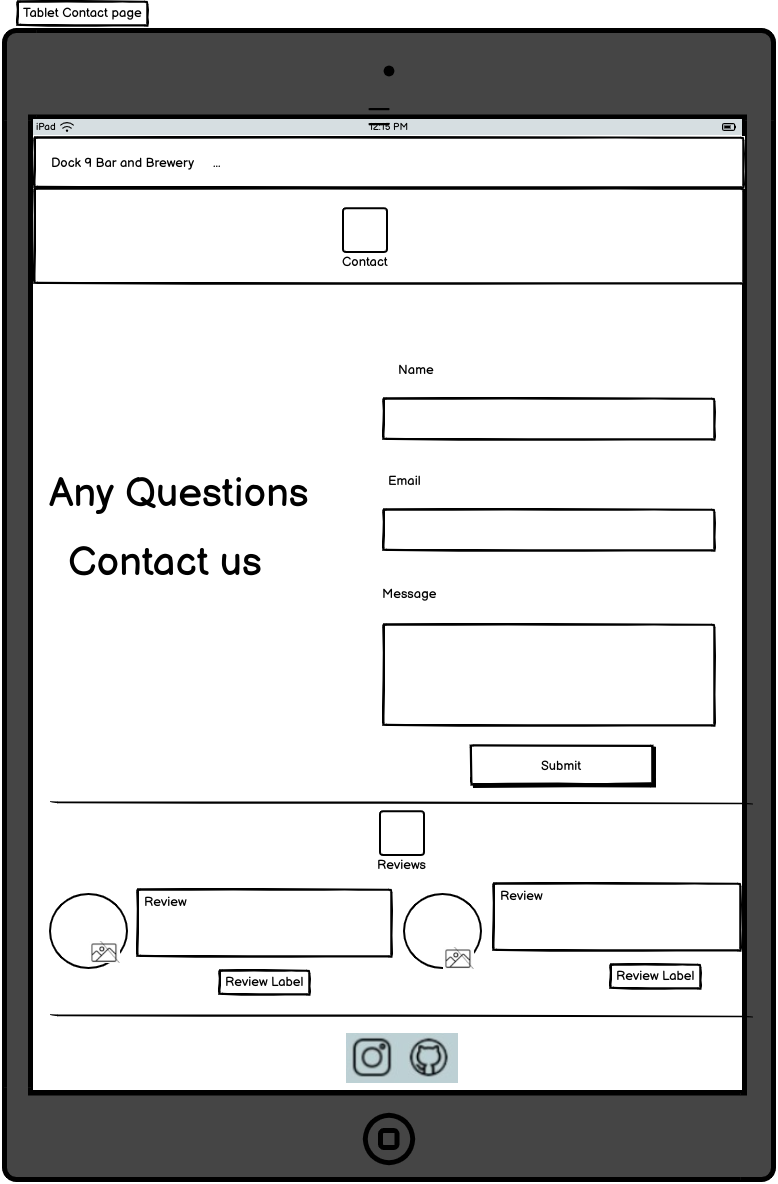 Tablet Contact page
iPad
12:15 PM
Dock 9 Bar and Brewery ...
Contact
Name
Email
Any Questions
Contact us
Message
Submit
Reviews
Review
Review
Review Label
Review Label